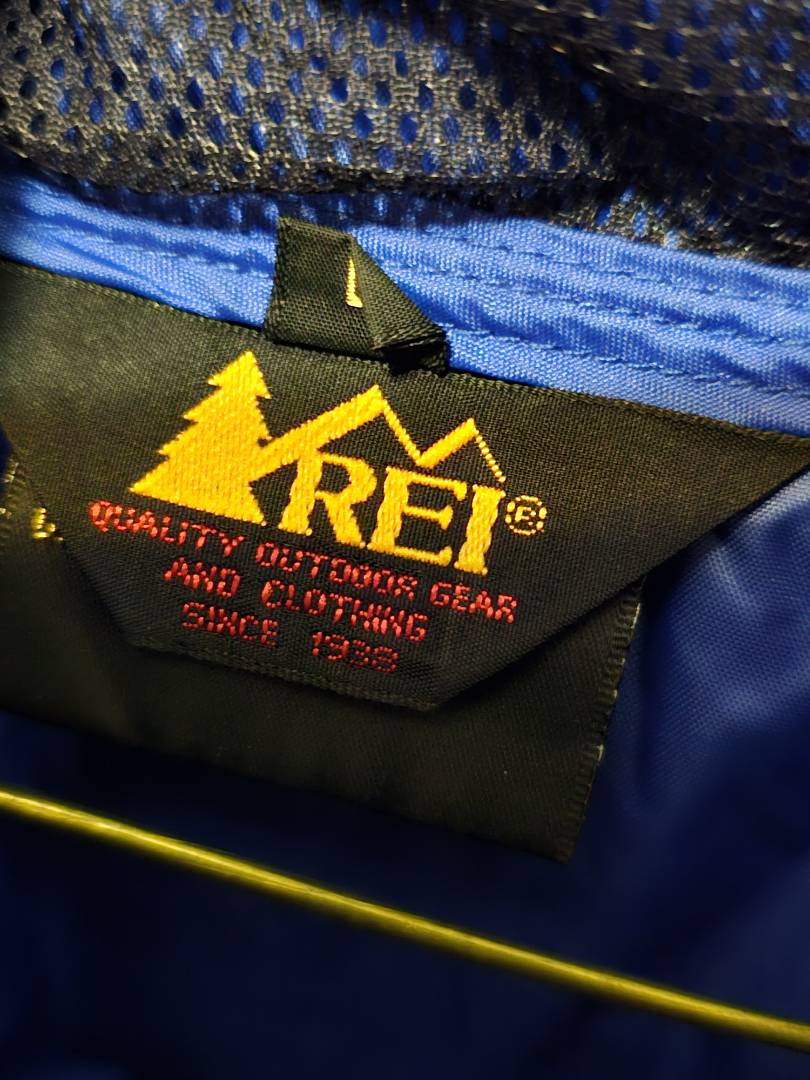 REI®
QUALITY OUTDOOR GEAR
AND CLOTHING
SINCE 1938